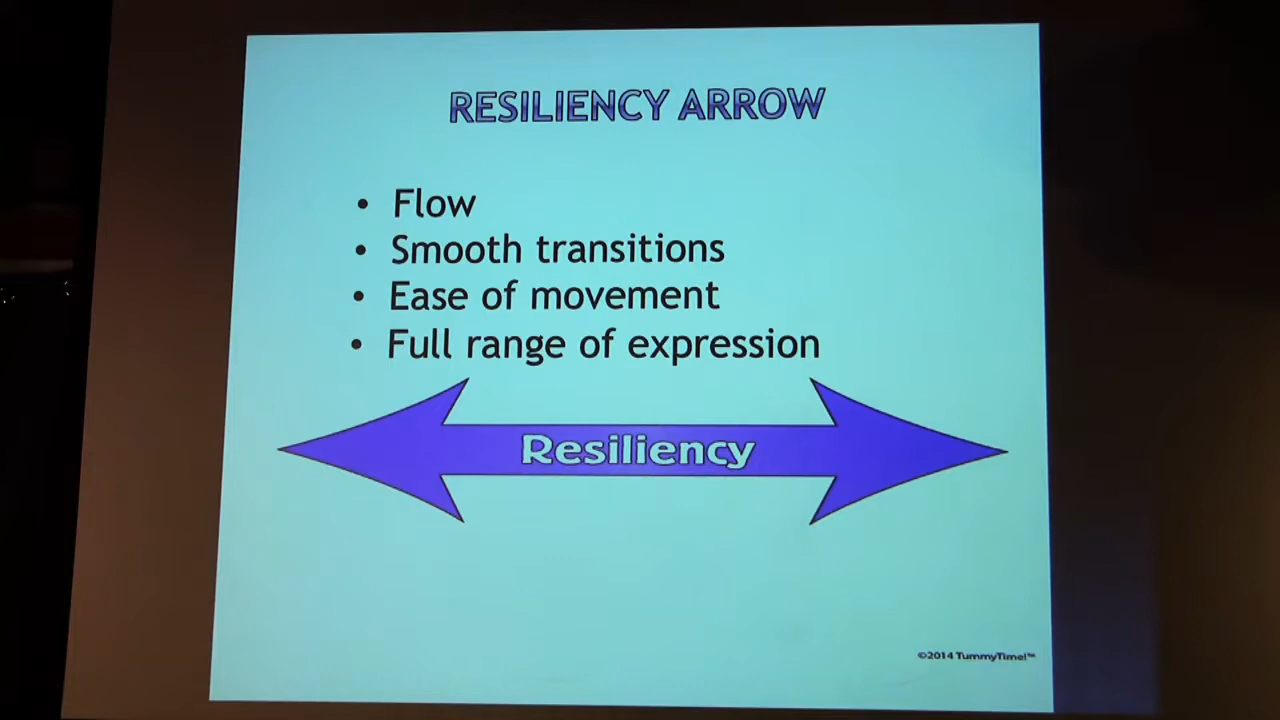 RESILIENCY ARROW
• Flow
• Smooth transitions
• Ease of movement
• Full range of expression
Resiliency
©2014 TummyTime!™